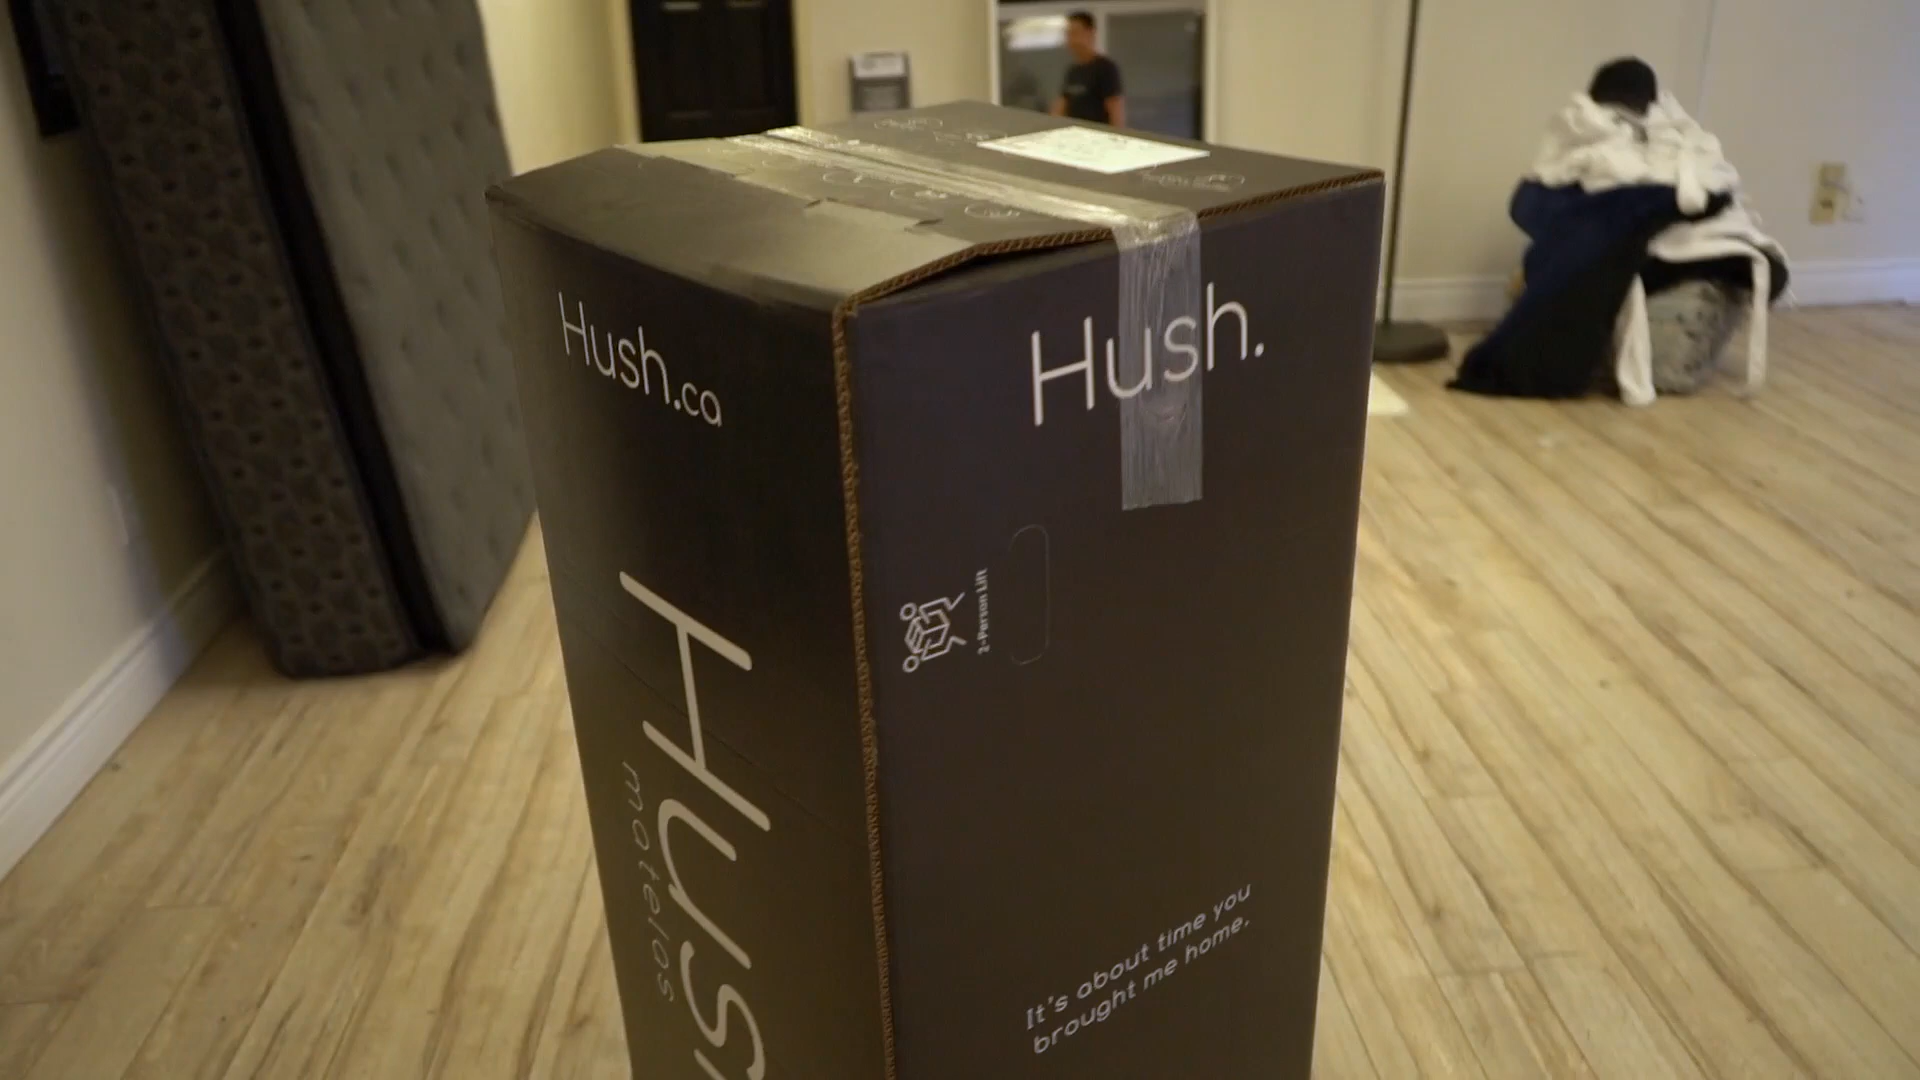 Hush.ca
Hush
matelas
Hush.
2-Person Lift
It's about time you
brought me home.